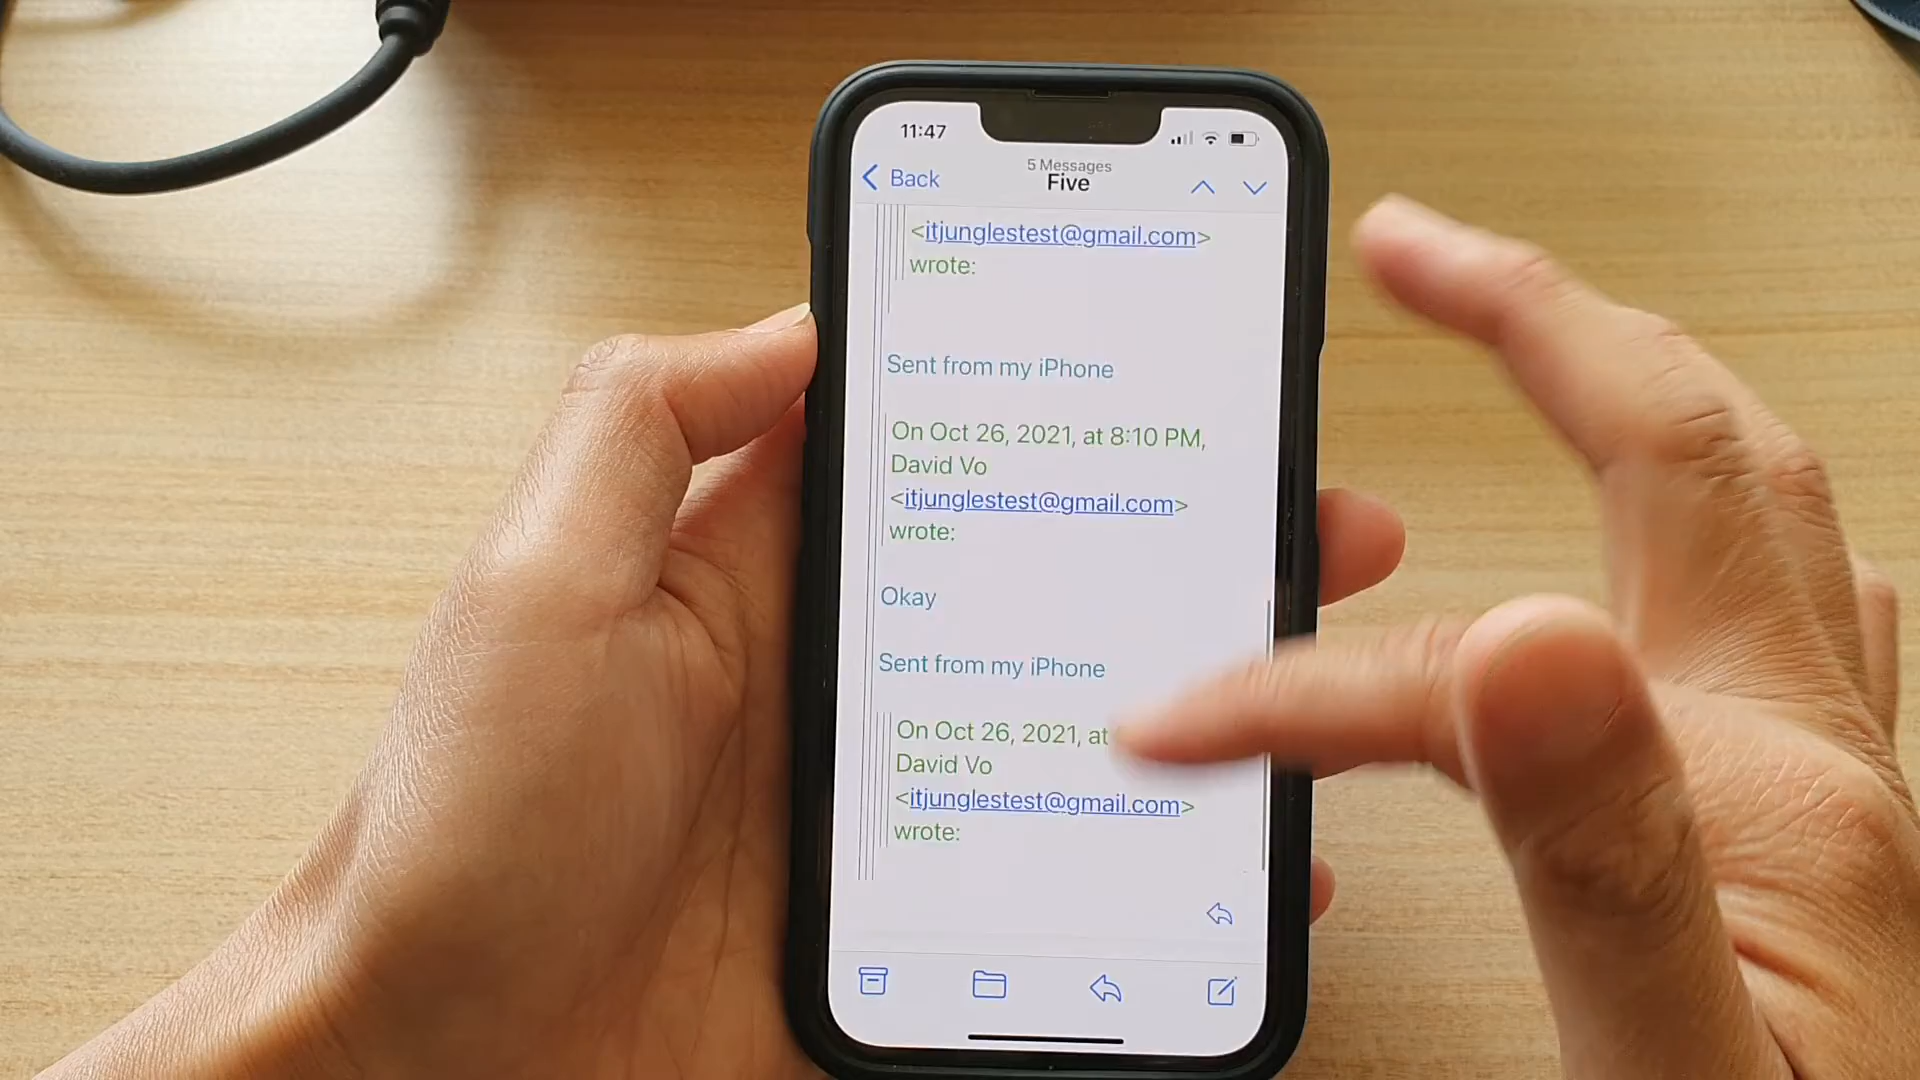 11:47
Back
5 Messages
Five
<itjunglestest@gmail.com>
wrote:
Sent from my iPhone
On Oct 26, 2021, at 8:10 PM,
David Vo
<itjunglestest@gmail.com>
wrote:
Okay
Sent from my iPhone
On Oct 26, 2021, at
David Vo
<itjunglestest@gmail.com>
wrote: